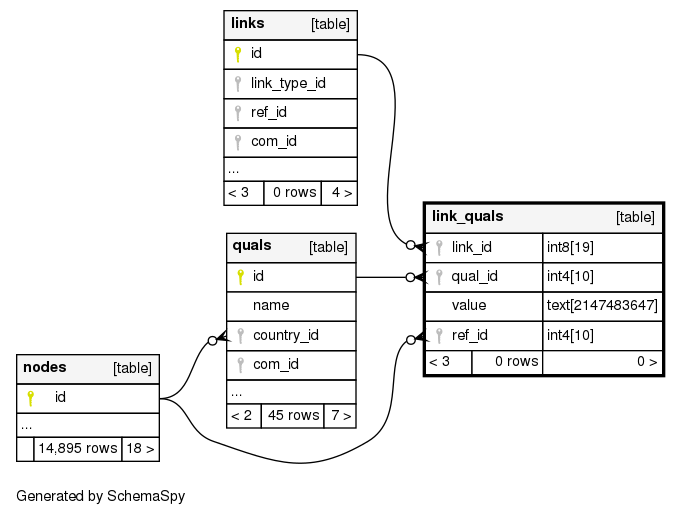 links [table]
id
link_type_id
ref_id
com_id
...
< 3 0 rows 4 >
link_quals [table]
link_id int8[19]
qual_id int4[10]
value text[2147483647]
ref_id int4[10]
< 3 0 rows 0 >
quals [table]
id
name
country_id
com_id
...
< 2 45 rows 7 >
nodes [table]
id
...
14,895 rows 18 >
Generated by SchemaSpy